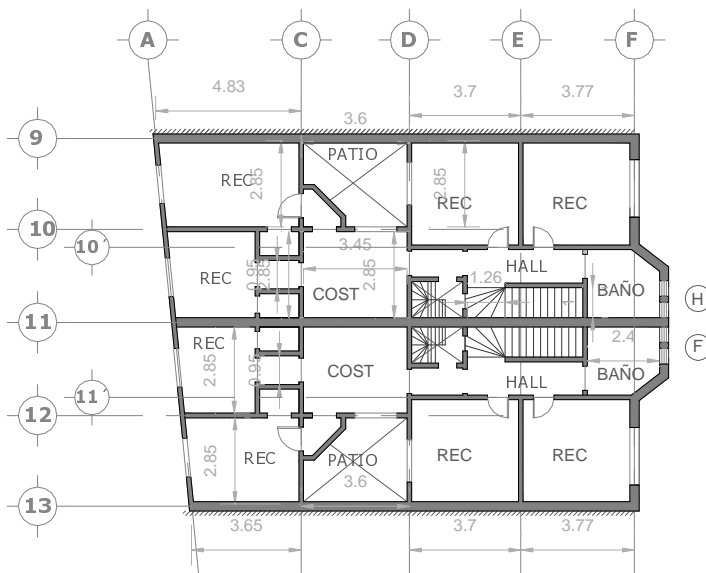 A C D E F
4.83 3.7 3.77
3.6
9
PATIO
REC 2.85 2.85
REC REC
10
10´ 3.45
HALL
REC 0.95 2.85 2.85 1.26
COST BAÑO
H
11
REC 2.4
F
2.85 0.95 COST BAÑO
HALL
11´
12
REC PATIO REC REC
2.85 3.6
13
3.65 3.7 3.77